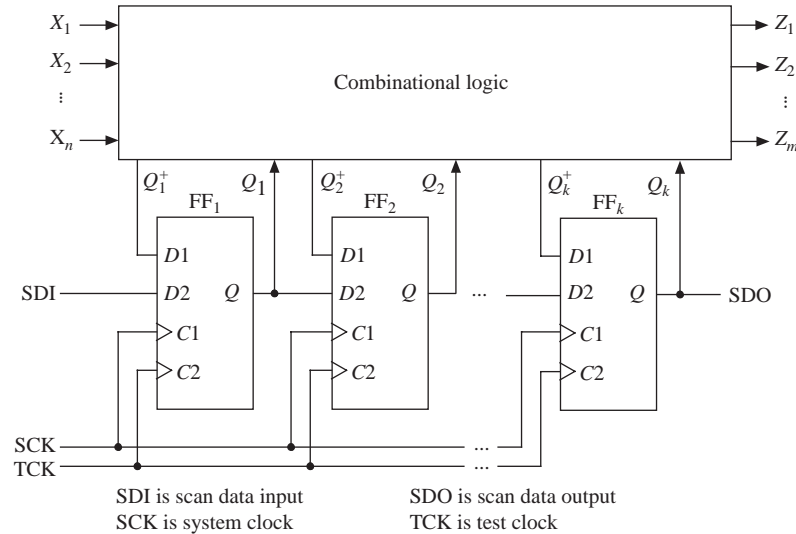 X₁
X₂
...
Xₙ
Combinational logic
Z₁
Z₂
...
Zₘ
Q₁⁺ Q₁ Q₂⁺ Q₂ Qₖ⁺ Qₖ
FF₁ FF₂ FFₖ
D1 D1 D1
SDI D2 Q D2 Q ... D2 Q SDO
C1 C1 C1
C2 C2 C2
SCK ...
TCK ...
SDI is scan data input SDO is scan data output
SCK is system clock TCK is test clock